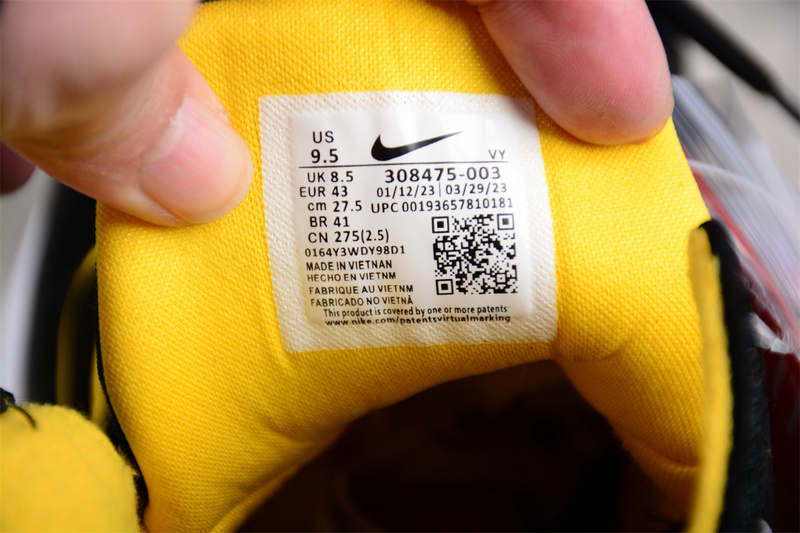 US
9.5 VY
UK 8.5 308475-003
EUR 43 01/12/23 | 03/29/23
cm 27.5 UPC 00193657810181
BR 41
CN 275(2.5)
0164Y3WDY98D1
MADE IN VIETNAN
HECHO EN VIETNM
FABRIQUE AU VIETNM
FABRICADO NO VIETNÀ
This product is covered by one or more patents:
www.nike.com/patentsvirtualmarking